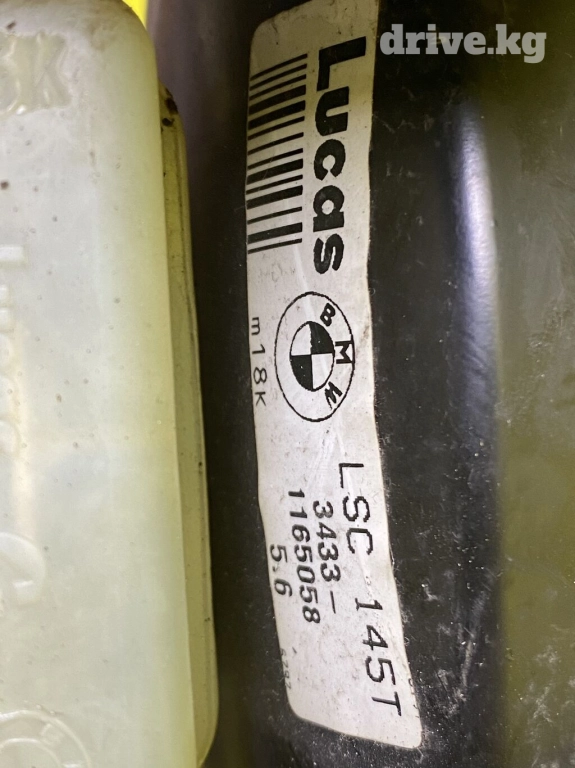 drive.kg
Lucas
BMW
m18K
LSC 145T
3433-
1165058
5.6